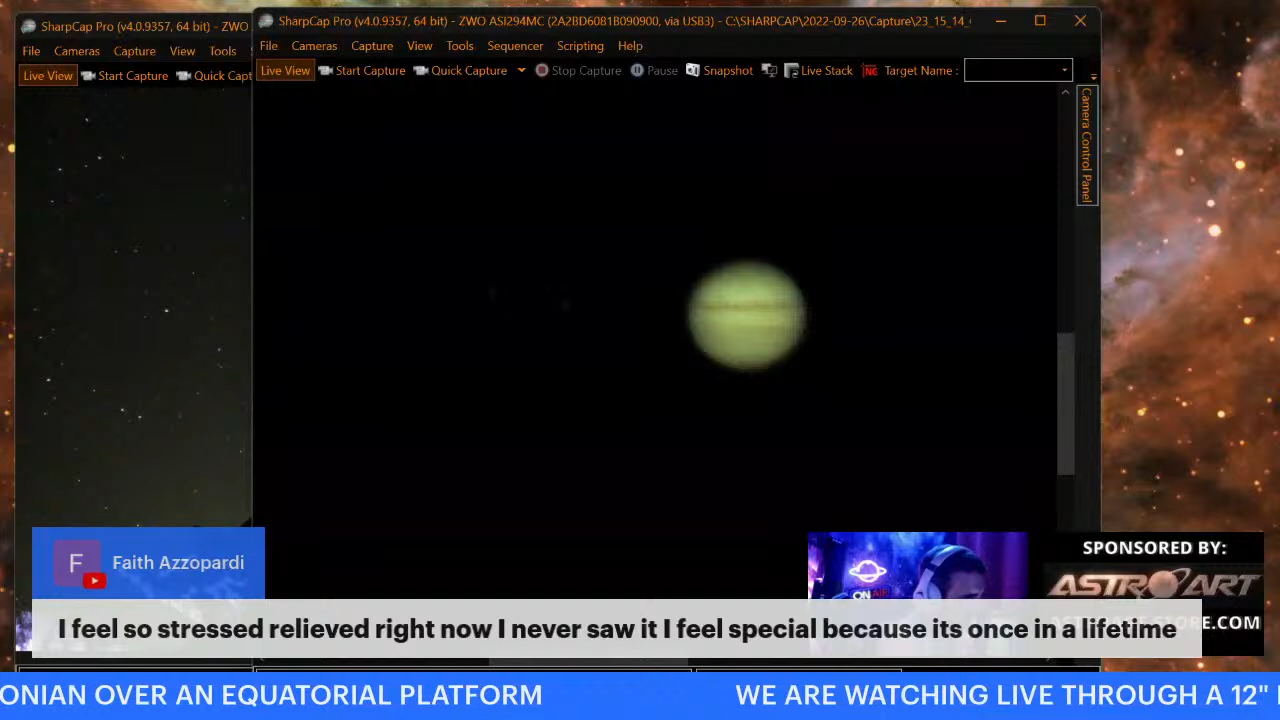 SharpCap Pro (v4.0.9357, 64 bit) - ZWO
File Cameras Capture View Tools
Live View Start Capture Quick Capt
SharpCap Pro (v4.0.9357, 64 bit) - ZWO ASI294MC (2A2BD6081B090900, via USB3) - C:\SHARPCAP\2022-09-26\Capture\23_15_14_
File Cameras Capture View Tools Sequencer Scripting Help
Live View Start Capture Quick Capture Stop Capture Pause Snapshot Live Stack NG Target Name :
Camera Control Panel
F Faith Azzopardi
I feel so stressed relieved right now I never saw it I feel special because its once in a lifetime
ON AIR
SPONSORED BY:
ASTROART
E.COM
ONIAN OVER AN EQUATORIAL PLATFORM WE ARE WATCHING LIVE THROUGH A 12"